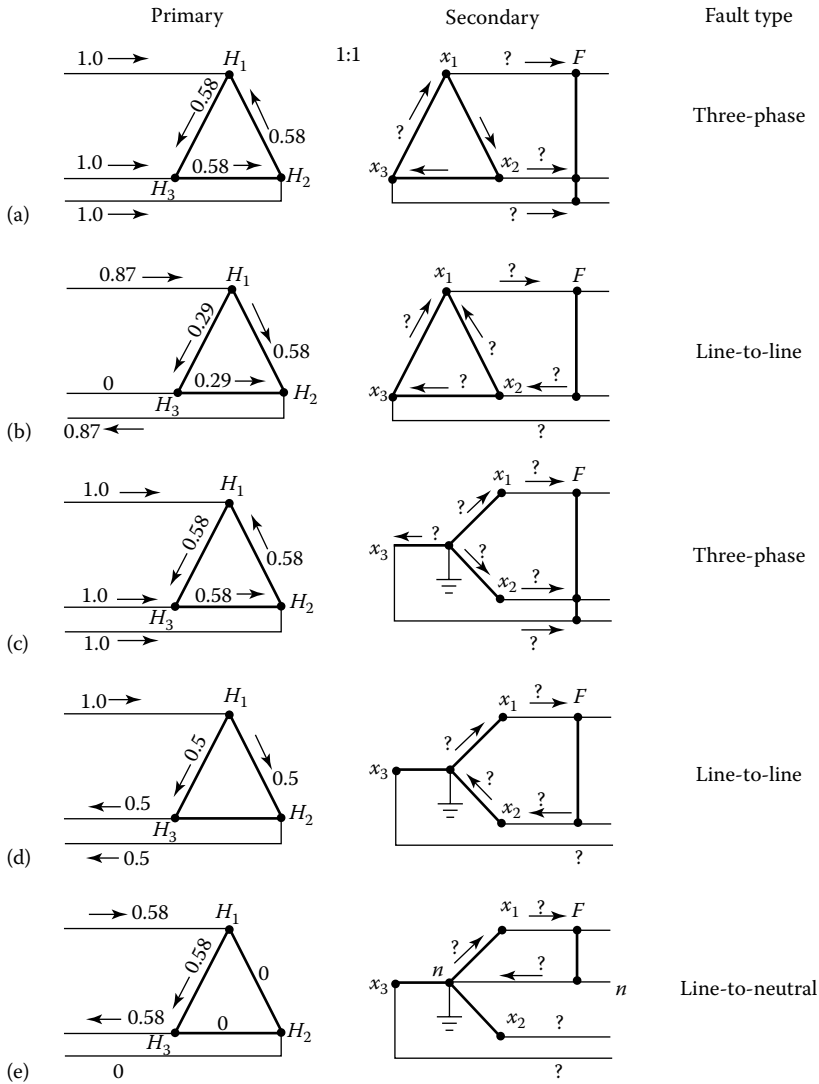 Primary Secondary Fault type
1.0 H1 1:1 x1 ? F
0.58 0.58 ? Three-phase
1.0 0.58 x3 x2 ?
H3 H2
(a) 1.0 ?
0.87 H1 x1 ? F
0.29 0.58 ? ? Line-to-line
0 0.29 H2 x3 ? x2 ?
H3
(b) 0.87 ?
1.0 H1 x1 ? F
0.58 0.58 x3 ? ? ? Three-phase
1.0 0.58 H2 x2 ?
H3
(c) 1.0 ?
1.0 H1 x1 ? F
0.5 0.5 x3 ? ? Line-to-line
0.5 H3 H2 x2 ?
(d) 0.5 ?
0.58 H1 x1 ? F
0.58 0 x3 n ? ? n Line-to-neutral
0.58 0 H2 x2 ?
H3
(e) 0 ?